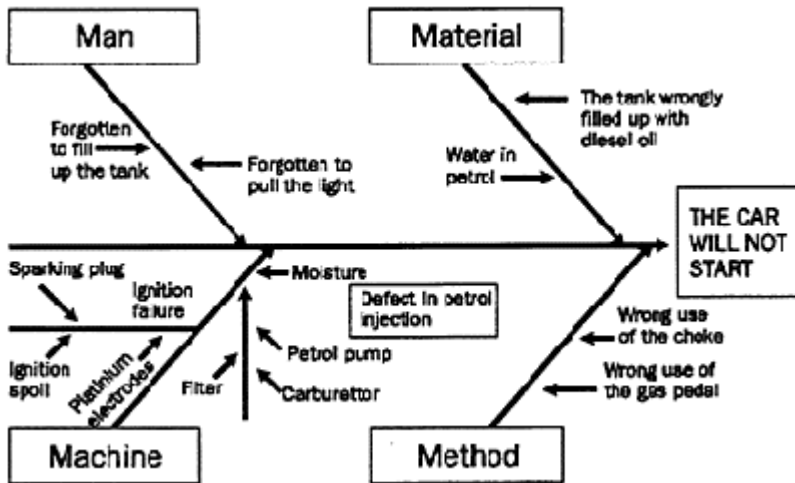 Man
Material
Forgotten
to fill
up the tank
Forgotten to
pull the light
The tank wrongly
filled up with
diesel oil
Water in
petrol
THE CAR
WILL NOT
START
Sparking plug
Ignition
failure
Moisture
Defect in petrol
injection
Ignition
spoil
Platinium
electrodes
Filter
Petrol pump
Carburettor
Wrong use
of the choke
Wrong use of
the gas pedal
Machine
Method